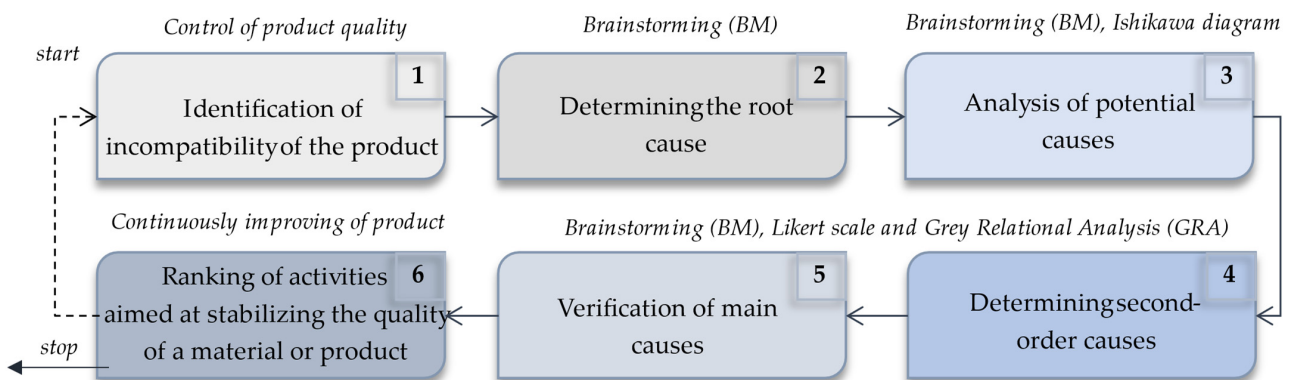 Control of product quality
Brainstorming (BM)
Brainstorming (BM), Ishikawa diagram
start
1
Identification of
incompatibility of the product
2
Determining the root
cause
3
Analysis of potential
causes
Continuously improving of product
Brainstorming (BM), Likert scale and Grey Relational Analysis (GRA)
6
Ranking of activities
aimed at stabilizing the quality
of a material or product
5
Verification of main
causes
4
Determining second-
order causes
stop